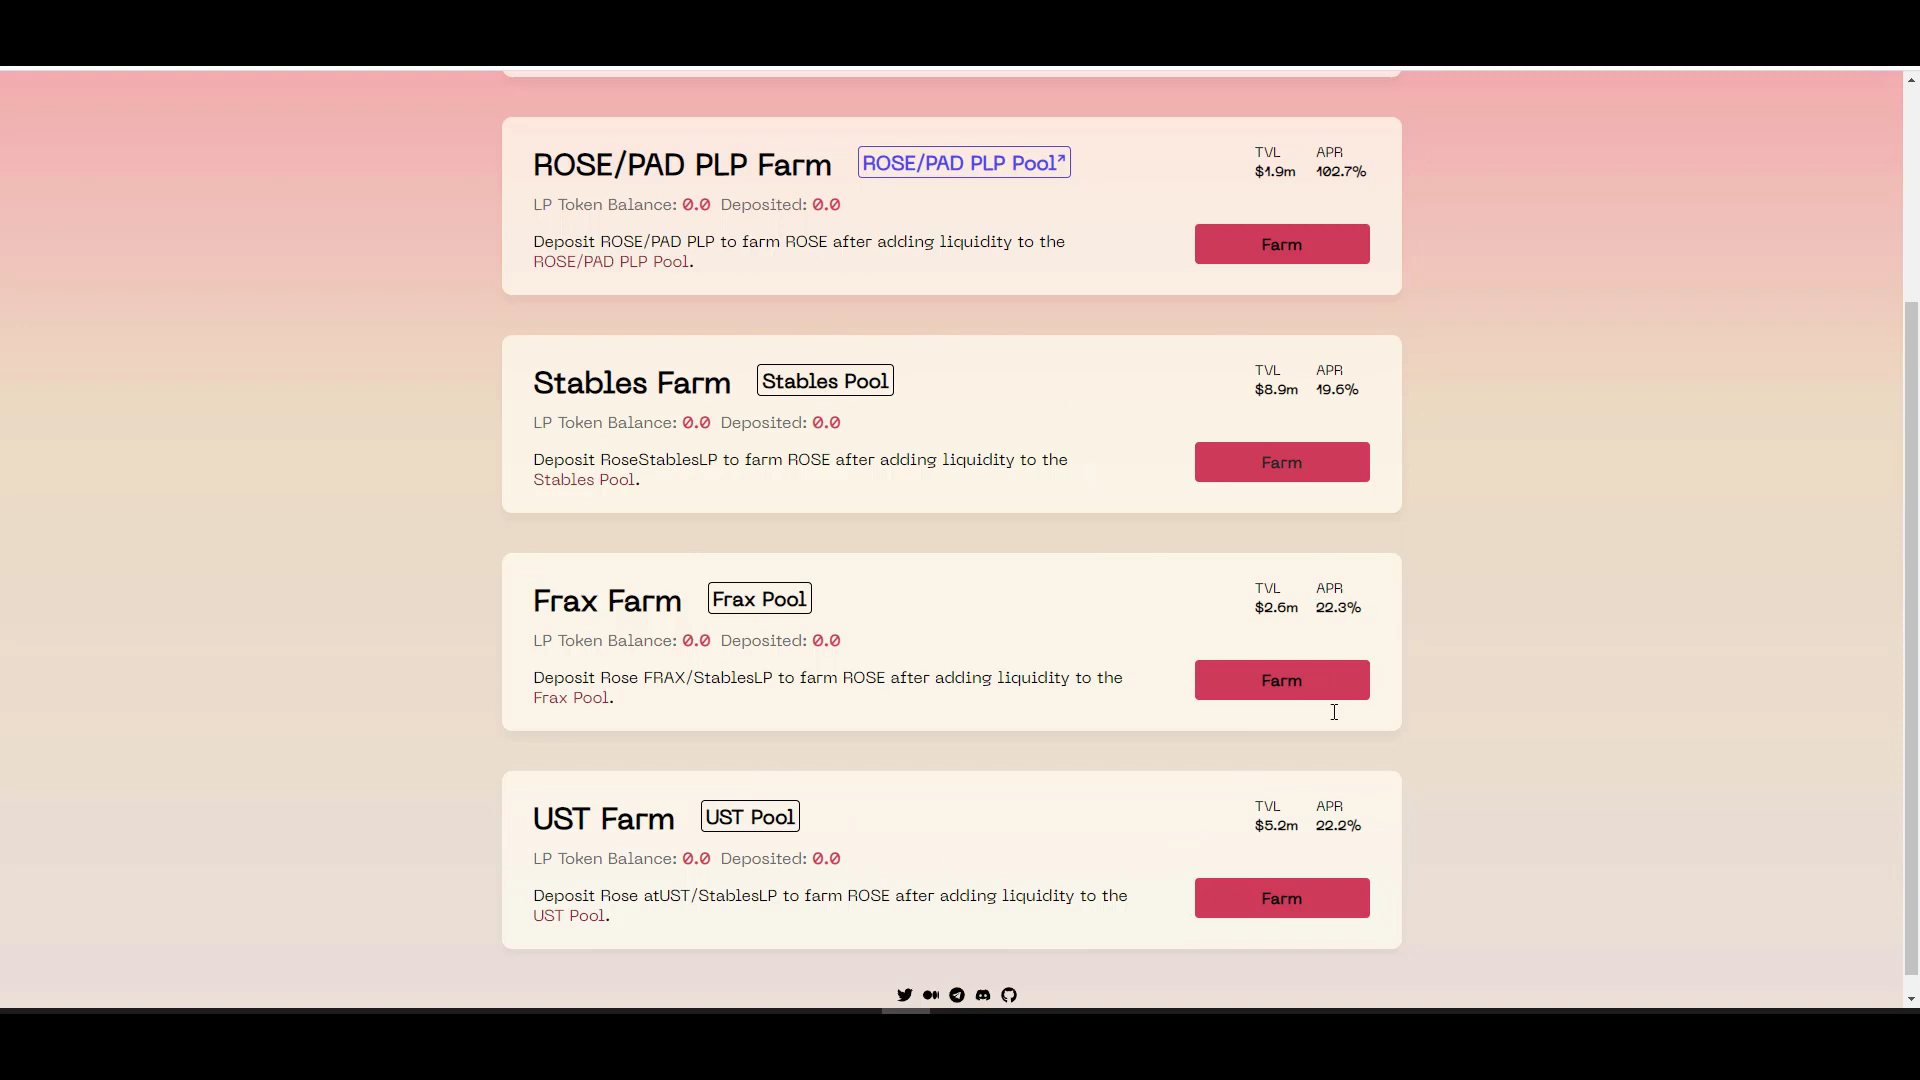 ROSE/PAD PLP Farm ROSE/PAD PLP Pool↗ TVL APR
$1.9m 102.7%
LP Token Balance: 0.0 Deposited: 0.0
Deposit ROSE/PAD PLP to farm ROSE after adding liquidity to the
ROSE/PAD PLP Pool.
Farm
Stables Farm Stables Pool TVL APR
$8.9m 19.6%
LP Token Balance: 0.0 Deposited: 0.0
Deposit RoseStablesLP to farm ROSE after adding liquidity to the
Stables Pool.
Farm
Frax Farm Frax Pool TVL APR
$2.6m 22.3%
LP Token Balance: 0.0 Deposited: 0.0
Deposit Rose FRAX/StablesLP to farm ROSE after adding liquidity to the
Frax Pool.
Farm
UST Farm UST Pool TVL APR
$5.2m 22.2%
LP Token Balance: 0.0 Deposited: 0.0
Deposit Rose atUST/StablesLP to farm ROSE after adding liquidity to the
UST Pool.
Farm